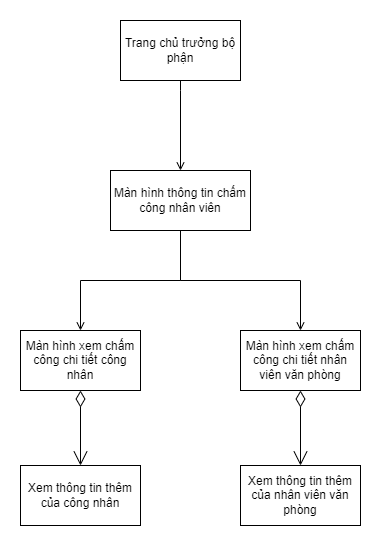 Trang chủ trưởng bộ
phận
Màn hình thông tin chấm
công nhân viên
Màn hình xem chấm
công chi tiết công
nhân
Màn hình xem chấm
công chi tiết nhân
viên văn phòng
Xem thông tin thêm
của công nhân
Xem thông tin thêm
của nhân viên văn
phòng